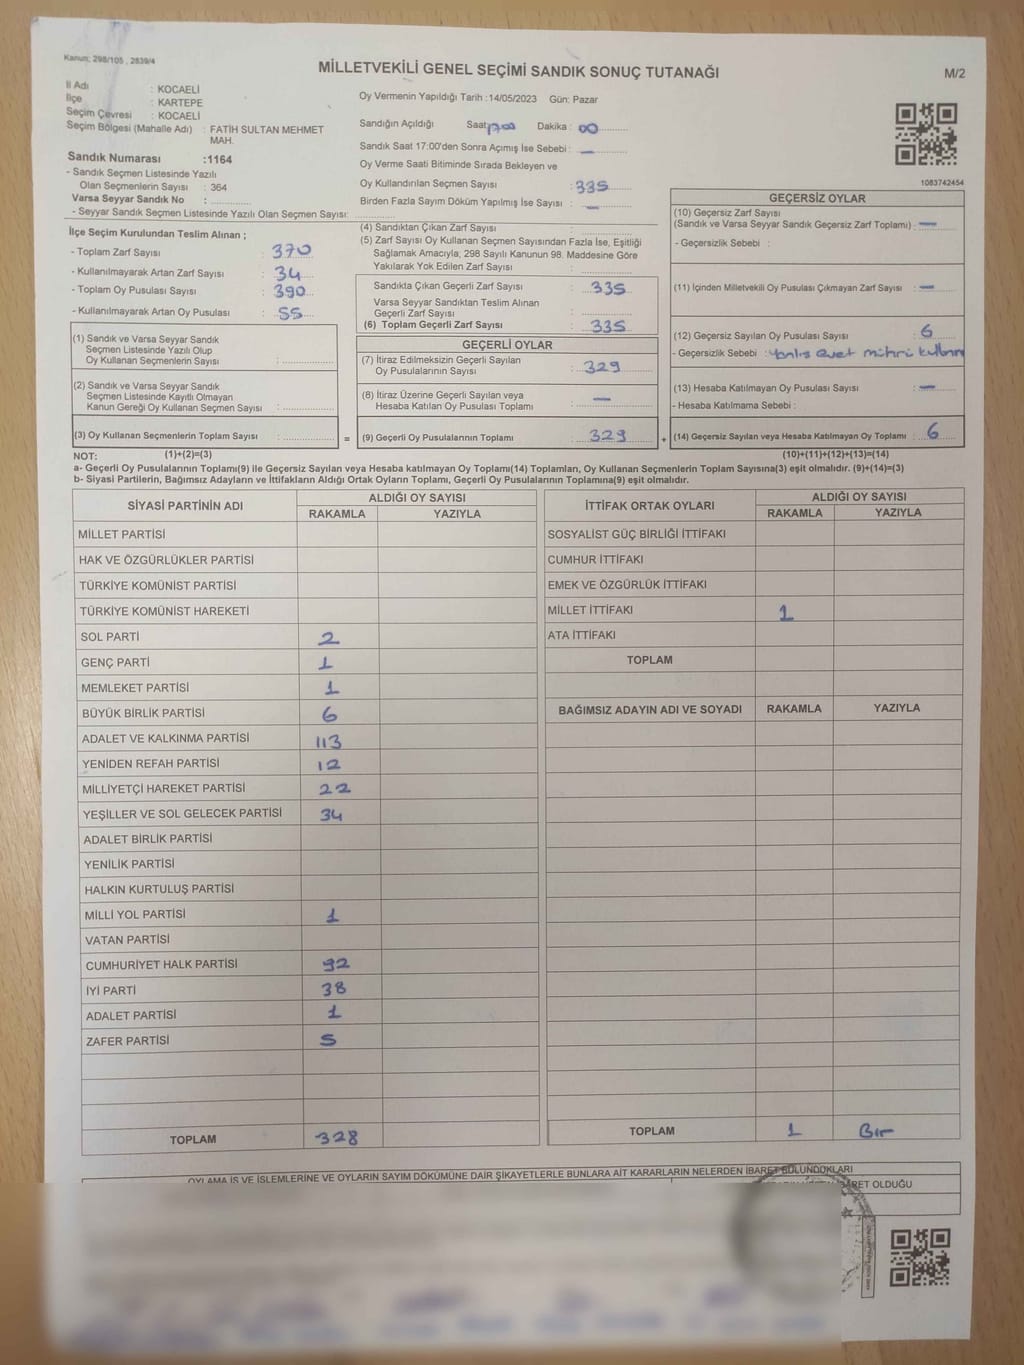 Kanun; 298/105 , 2839/4
MİLLETVEKİLİ GENEL SEÇİMİ SANDIK SONUÇ TUTANAĞI
M/2
İl Adı : KOCAELİ
İlçe : KARTEPE
Seçim Çevresi : KOCAELİ
Seçim Bölgesi (Mahalle Adı) : FATİH SULTAN MEHMET
MAH.
Sandık Numarası :1164
- Sandık Seçmen Listesinde Yazılı
Olan Seçmenlerin Sayısı : 364
Varsa Seyyar Sandık No :
- Seyyar Sandık Seçmen Listesinde Yazılı Olan Seçmen Sayısı:
Oy Vermenin Yapıldığı Tarih :14/05/2023 Gün: Pazar
Sandığın Açıldığı Saat: 17:00 Dakika : 00
Sandık Saat 17:00'den Sonra Açımış İse Sebebi : —
Oy Verme Saati Bitiminde Sırada Bekleyen ve
Oy Kullandırılan Seçmen Sayısı : 335
Birden Fazla Sayım Döküm Yapılmış İse Sayısı : —
1083742454
İlçe Seçim Kurulundan Teslim Alınan ;
- Toplam Zarf Sayısı : 370
- Kullanılmayarak Artan Zarf Sayısı : 34
- Toplam Oy Pusulası Sayısı : 390
- Kullanılmayarak Artan Oy Pusulası : 55
(1) Sandık ve Varsa Seyyar Sandık
Seçmen Listesinde Yazılı Olup
Oy Kullanan Seçmenlerin Sayısı :
(2) Sandık ve Varsa Seyyar Sandık
Seçmen Listesinde Kayıtlı Olmayan
Kanun Gereği Oy Kullanan Seçmen Sayısı :
(3) Oy Kullanan Seçmenlerin Toplam Sayısı :
(4) Sandıktan Çıkan Zarf Sayısı :
(5) Zarf Sayısı Oy Kullanan Seçmen Sayısından Fazla İse, Eşitliği
Sağlamak Amacıyla, 298 Sayılı Kanunun 98. Maddesine Göre
Yakılarak Yok Edilen Zarf Sayısı :
Sandıkta Çıkan Geçerli Zarf Sayısı : 335
Varsa Seyyar Sandıktan Teslim Alınan
Geçerli Zarf Sayısı :
(6) Toplam Geçerli Zarf Sayısı : 335
GEÇERLİ OYLAR
(7) İtiraz Edilmeksizin Geçerli Sayılan
Oy Pusulalarının Sayısı : 329
(8) İtiraz Üzerine Geçerli Sayılan veya
Hesaba Katılan Oy Pusulası Toplamı : —
= (9) Geçerli Oy Pusulalarının Toplamı : 329 +
GEÇERSİZ OYLAR
(10) Geçersiz Zarf Sayısı
(Sandık ve Varsa Seyyar Sandık Geçersiz Zarf Toplamı) : —
- Geçersizlik Sebebi :
(11) İçinden Milletvekili Oy Pusulası Çıkmayan Zarf Sayısı : —
(12) Geçersiz Sayılan Oy Pusulası Sayısı : 6
- Geçersizlik Sebebi : Yanlış evet mührü
(13) Hesaba Katılmayan Oy Pusulası Sayısı : —
- Hesaba Katılmama Sebebi :
(14) Geçersiz Sayılan veya Hesaba Katılmayan Oy Toplamı : 6
NOT: (1)+(2)=(3) (10)+(11)+(12)+(13)=(14)
a- Geçerli Oy Pusulalarının Toplamı(9) ile Geçersiz Sayılan veya Hesaba katılmayan Oy Toplamı(14) Toplamları, Oy Kullanan Seçmenlerin Toplam Sayısına(3) eşit olmalıdır. (9)+(14)=(3)
b- Siyasi Partilerin, Bağımsız Adayların ve İttifakların Aldığı Ortak Oyların Toplamı, Geçerli Oy Pusulalarının Toplamına(9) eşit olmalıdır.
SİYASİ PARTİNİN ADI ALDIĞI OY SAYISI
RAKAMLA YAZIYLA
MİLLET PARTİSİ
HAK VE ÖZGÜRLÜKLER PARTİSİ
TÜRKİYE KOMÜNİST PARTİSİ
TÜRKİYE KOMÜNİST HAREKETİ
SOL PARTİ 2
GENÇ PARTİ 1
MEMLEKET PARTİSİ 1
BÜYÜK BİRLİK PARTİSİ 6
ADALET VE KALKINMA PARTİSİ 113
YENİDEN REFAH PARTİSİ 12
MİLLİYETÇİ HAREKET PARTİSİ 22
YEŞİLLER VE SOL GELECEK PARTİSİ 34
ADALET BİRLİK PARTİSİ
YENİLİK PARTİSİ
HALKIN KURTULUŞ PARTİSİ
MİLLİ YOL PARTİSİ 1
VATAN PARTİSİ
CUMHURİYET HALK PARTİSİ 92
İYİ PARTİ 38
ADALET PARTİSİ 1
ZAFER PARTİSİ 5
TOPLAM 328
İTTİFAK ORTAK OYLARI ALDIĞI OY SAYISI
RAKAMLA YAZIYLA
SOSYALİST GÜÇ BİRLİĞİ İTTİFAKI
CUMHUR İTTİFAKI
EMEK VE ÖZGÜRLÜK İTTİFAKI
MİLLET İTTİFAKI 1
ATA İTTİFAKI
TOPLAM
BAĞIMSIZ ADAYIN ADI VE SOYADI RAKAMLA YAZIYLA
TOPLAM 1 Bir
OYLAMA İŞ VE İŞLEMLERİNE VE OYLARIN SAYIM DÖKÜMÜNE DAİR ŞİKAYETLERLE BUNLARA AİT KARARLARIN NELERDEN İBARET BULUNDUKLARI
İBARET OLDUĞU